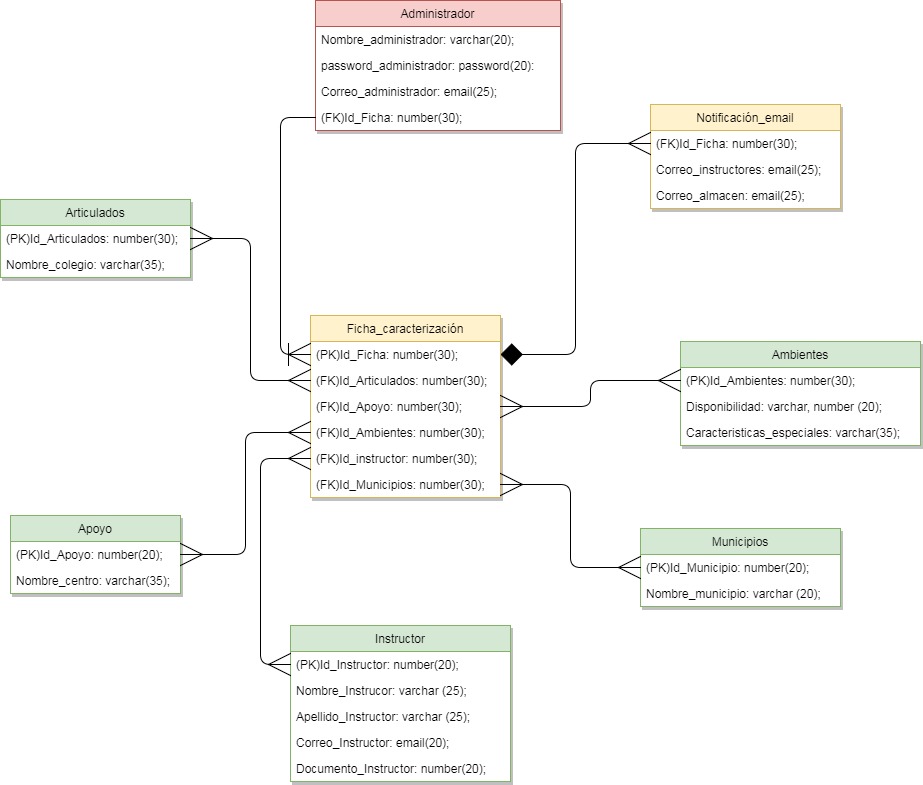 Administrador
Nombre_administrador: varchar(20);
password_administrador: password(20):
Correo_administrador: email(25);
(FK)Id_Ficha: number(30);
Notificación_email
(FK)Id_Ficha: number(30);
Correo_instructores: email(25);
Correo_almacen: email(25);
Articulados
(PK)Id_Articulados: number(30);
Nombre_colegio: varchar(35);
Ficha_caracterización
(PK)Id_Ficha: number(30);
(FK)Id_Articulados: number(30);
(FK)Id_Apoyo: number(30);
(FK)Id_Ambientes: number(30);
(FK)Id_instructor: number(30);
(FK)Id_Municipios: number(30);
Ambientes
(PK)Id_Ambientes: number(30);
Disponibilidad: varchar, number (20);
Caracteristicas_especiales: varchar(35);
Apoyo
(PK)Id_Apoyo: number(20);
Nombre_centro: varchar(35);
Municipios
(PK)Id_Municipio: number(20);
Nombre_municipio: varchar (20);
Instructor
(PK)Id_Instructor: number(20);
Nombre_Instrucor: varchar (25);
Apellido_Instructor: varchar (25);
Correo_Instructor: email(20);
Documento_Instructor: number(20);